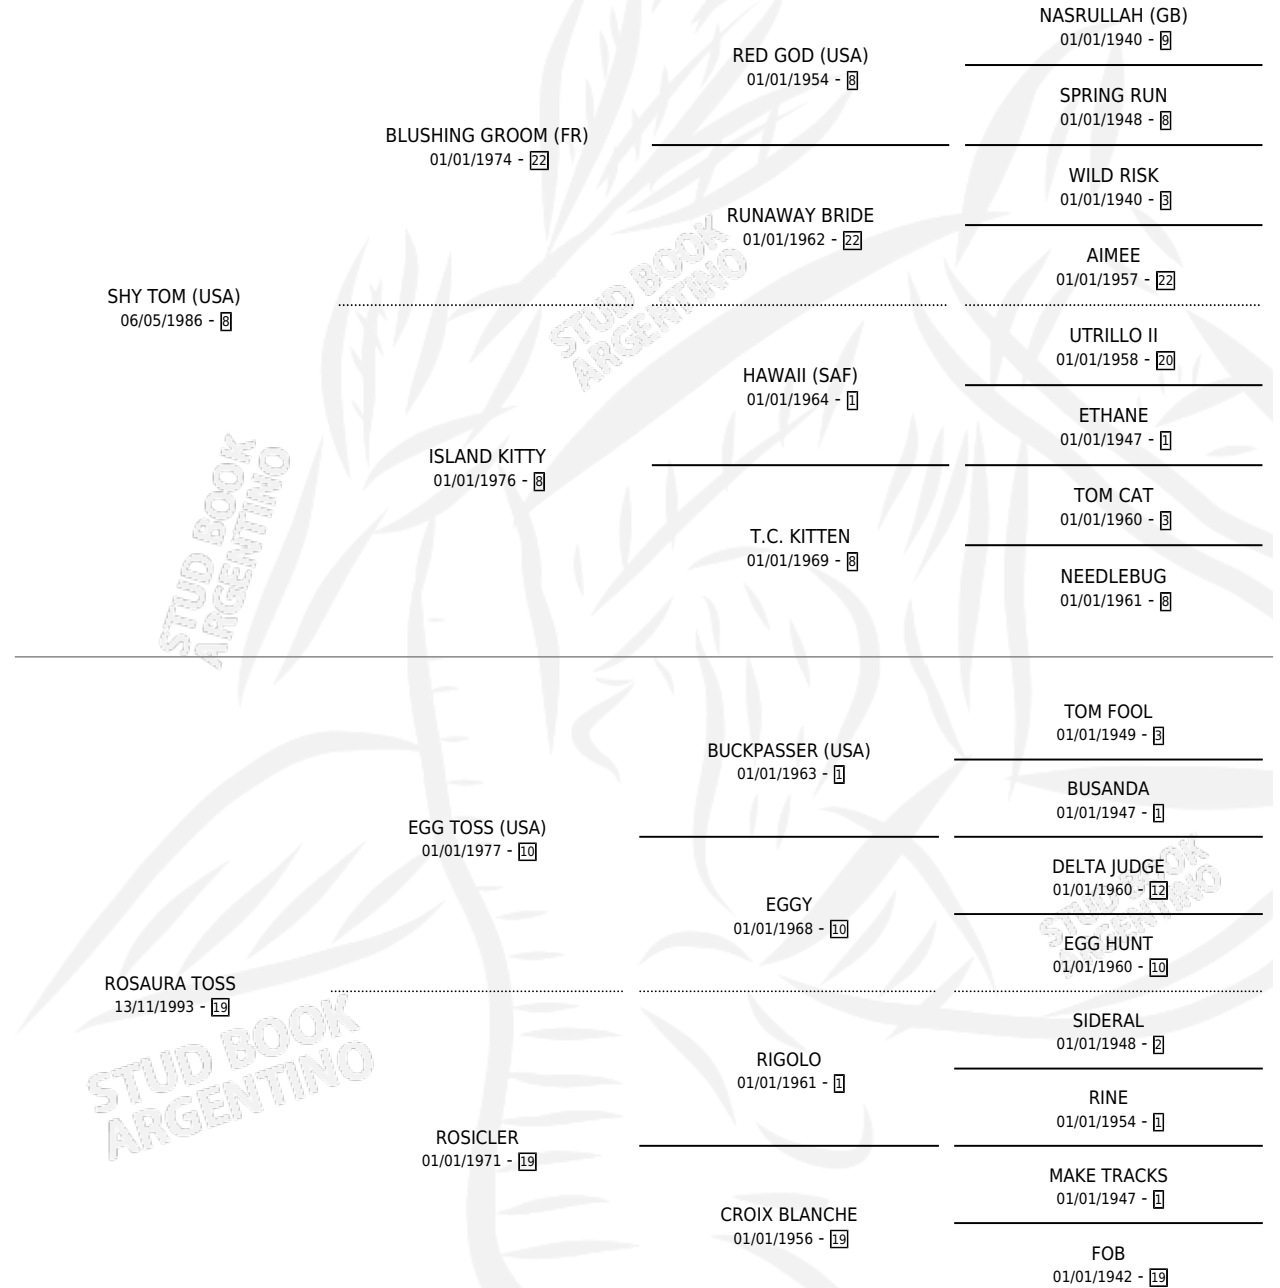 NASRULLAH (GB)
01/01/1940 - 9
RED GOD (USA)
01/01/1954 - 8
SPRING RUN
01/01/1948 - 8
BLUSHING GROOM (FR)
01/01/1974 - 22
WILD RISK
01/01/1940 - 3
RUNAWAY BRIDE
01/01/1962 - 22
AIMEE
01/01/1957 - 22
SHY TOM (USA)
06/05/1986 - 8
STUD BOOK
ARGENTINO
UTRILLO II
01/01/1958 - 20
HAWAII (SAF)
01/01/1964 - 1
ETHANE
01/01/1947 - 1
ISLAND KITTY
01/01/1976 - 8
TOM CAT
01/01/1960 - 3
T.C. KITTEN
01/01/1969 - 8
NEEDLEBUG
01/01/1961 - 8
STUD BOOK
ARGENTINO
TOM FOOL
01/01/1949 - 3
BUCKPASSER (USA)
01/01/1963 - 1
BUSANDA
01/01/1947 - 1
EGG TOSS (USA)
01/01/1977 - 10
DELTA JUDGE
01/01/1960 - 12
EGGY
01/01/1968 - 10
EGG HUNT
01/01/1960 - 10
STUD BOOK
ARGENTINO
ROSAURA TOSS
13/11/1993 - 19
SIDERAL
01/01/1948 - 2
RIGOLO
01/01/1961 - 1
RINE
01/01/1954 - 1
STUD BOOK
ARGENTINO
ROSICLER
01/01/1971 - 19
MAKE TRACKS
01/01/1947 - 1
CROIX BLANCHE
01/01/1956 - 19
FOB
01/01/1942 - 19